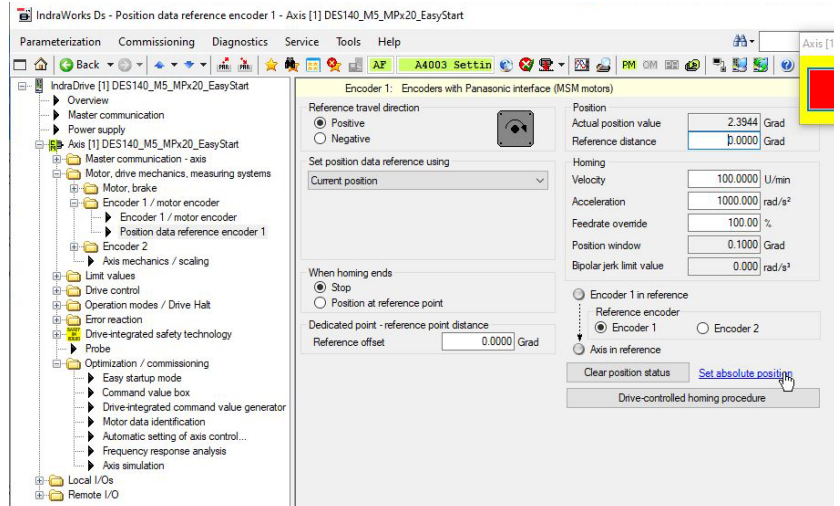 IndraWorks Ds - Position data reference encoder 1 - Axis [1] DES140_M5_MPx20_EasyStart
Parameterization Commissioning Diagnostics Service Tools Help
Axis [1]
Back AF A4003 Settin PM OM
IndraDrive [1] DES140_M5_MPx20_EasyStart
Overview
Master communication
Power supply
Axis [1] DES140_M5_MPx20_EasyStart
Master communication - axis
Motor, drive mechanics, measuring systems
Motor, brake
Encoder 1 / motor encoder
Encoder 1 / motor encoder
Position data reference encoder 1
Encoder 2
Axis mechanics / scaling
Limit values
Drive control
Operation modes / Drive Halt
Error reaction
Drive-integrated safety technology
Probe
Optimization / commissioning
Easy startup mode
Command value box
Drive-integrated command value generator
Motor data identification
Automatic setting of axis control...
Frequency response analysis
Axis simulation
Local I/Os
Remote I/O
Encoder 1: Encoders with Panasonic interface (MSM motors)
Reference travel direction
Positive
Negative
Set position data reference using
Current position
When homing ends
Stop
Position at reference point
Dedicated point - reference point distance
Reference offset 0.0000 Grad
Position
Actual position value 2.3944 Grad
Reference distance 0.0000 Grad
Homing
Velocity 100.0000 U/min
Acceleration 1000.000 rad/s²
Feedrate override 100.00 %
Position window 0.1000 Grad
Bipolar jerk limit value 0.000 rad/s³
Encoder 1 in reference
Reference encoder
Encoder 1 Encoder 2
Axis in reference
Clear position status Set absolute position
Drive-controlled homing procedure